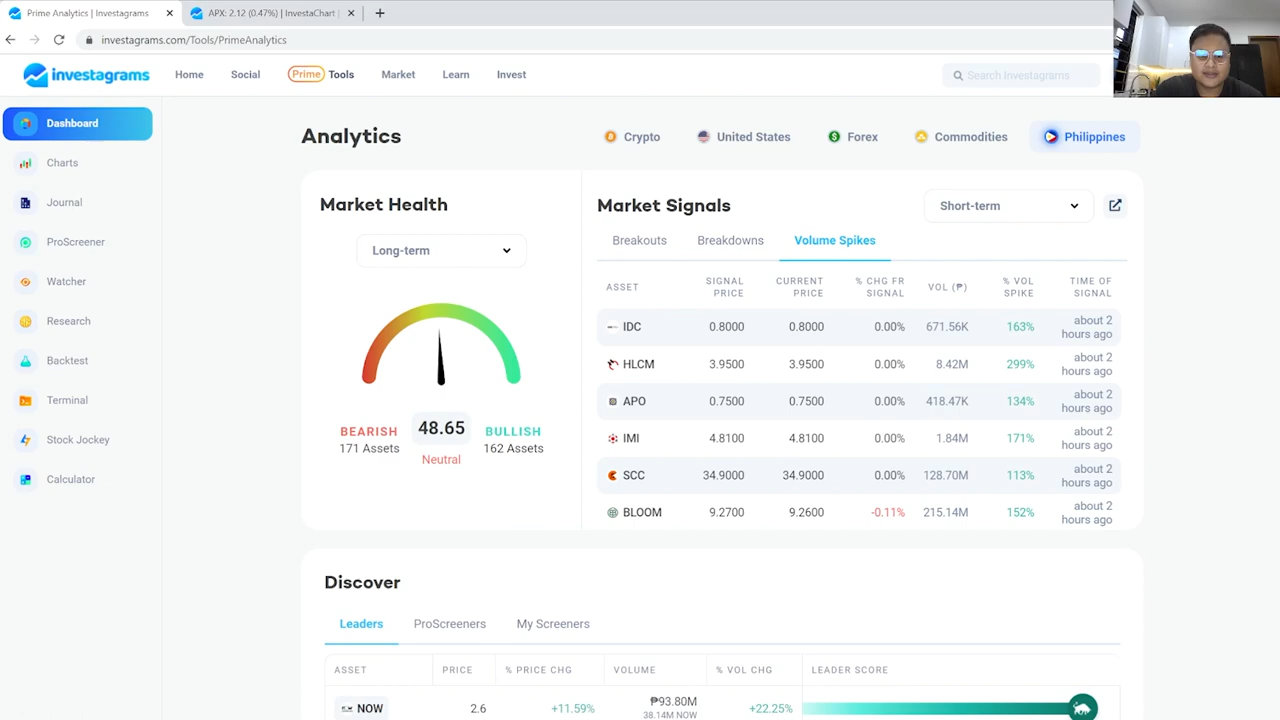 Prime Analytics | Investagrams
APX: 2.12 (0.47%) | InvestaChart
investagrams.com/Tools/PrimeAnalytics
investagrams
Home
Social
Prime Tools
Market
Learn
Invest
Search Investagrams
Dashboard
Charts
Journal
ProScreener
Watcher
Research
Backtest
Terminal
Stock Jockey
Calculator
Analytics
Crypto
United States
Forex
Commodities
Philippines
Market Health
Long-term
BEARISH
171 Assets
48.65
Neutral
BULLISH
162 Assets
Market Signals
Short-term
Breakouts
Breakdowns
Volume Spikes
ASSET
SIGNAL PRICE
CURRENT PRICE
% CHG FR SIGNAL
VOL (₱)
% VOL SPIKE
TIME OF SIGNAL
IDC 0.8000 0.8000 0.00% 671.56K 163% about 2 hours ago
HLCM 3.9500 3.9500 0.00% 8.42M 299% about 2 hours ago
APO 0.7500 0.7500 0.00% 418.47K 134% about 2 hours ago
IMI 4.8100 4.8100 0.00% 1.84M 171% about 2 hours ago
SCC 34.9000 34.9000 0.00% 128.70M 113% about 2 hours ago
BLOOM 9.2700 9.2600 -0.11% 215.14M 152% about 2 hours ago
Discover
Leaders
ProScreeners
My Screeners
ASSET PRICE % PRICE CHG VOLUME % VOL CHG LEADER SCORE
NOW 2.6 +11.59% ₱93.80M +22.25%
38.14M NOW